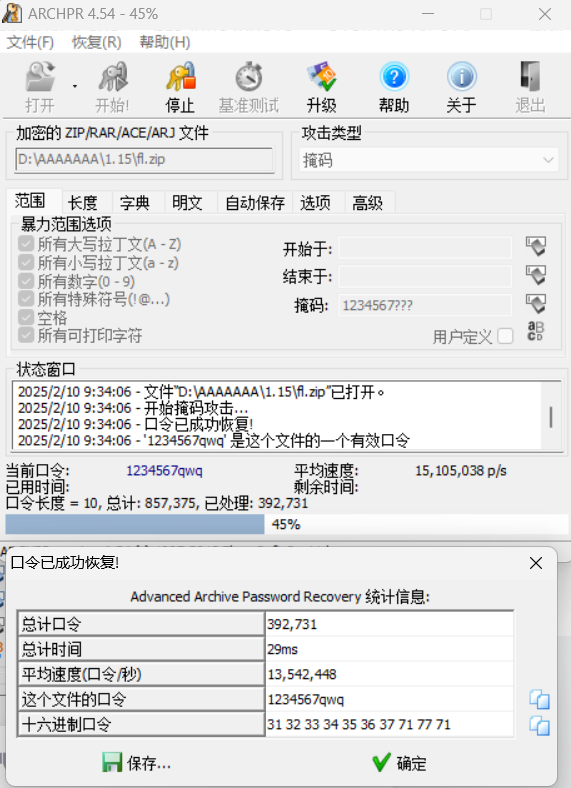 ARCHPR 4.54 - 45%
文件(F) 恢复(R) 帮助(H)
打开 开始! 停止 基准测试 升级 帮助 关于 退出
加密的 ZIP/RAR/ACE/ARJ 文件
D:\AAAAAAA\1.15\fl.zip
攻击类型
掩码
范围 长度 字典 明文 自动保存 选项 高级
暴力范围选项
所有大写拉丁文(A - Z)
所有小写拉丁文(a - z)
所有数字(0 - 9)
所有特殊符号(!@...)
空格
所有可打印字符
开始于:
结束于:
掩码: 1234567???
用户定义
状态窗口
2025/2/10 9:34:06 - 文件“D:\AAAAAAA\1.15\fl.zip”已打开。
2025/2/10 9:34:06 - 开始掩码攻击...
2025/2/10 9:34:06 - 口令已成功恢复!
2025/2/10 9:34:06 - '1234567qwq' 是这个文件的一个有效口令
当前口令: 1234567qwq 平均速度: 15,105,038 p/s
已用时间: 剩余时间:
口令长度 = 10, 总计: 857,375, 已处理: 392,731
45%
口令已成功恢复!
Advanced Archive Password Recovery 统计信息:
总计口令 392,731
总计时间 29ms
平均速度(口令/秒) 13,542,448
这个文件的口令 1234567qwq
十六进制口令 31 32 33 34 35 36 37 71 77 71
保存... 确定